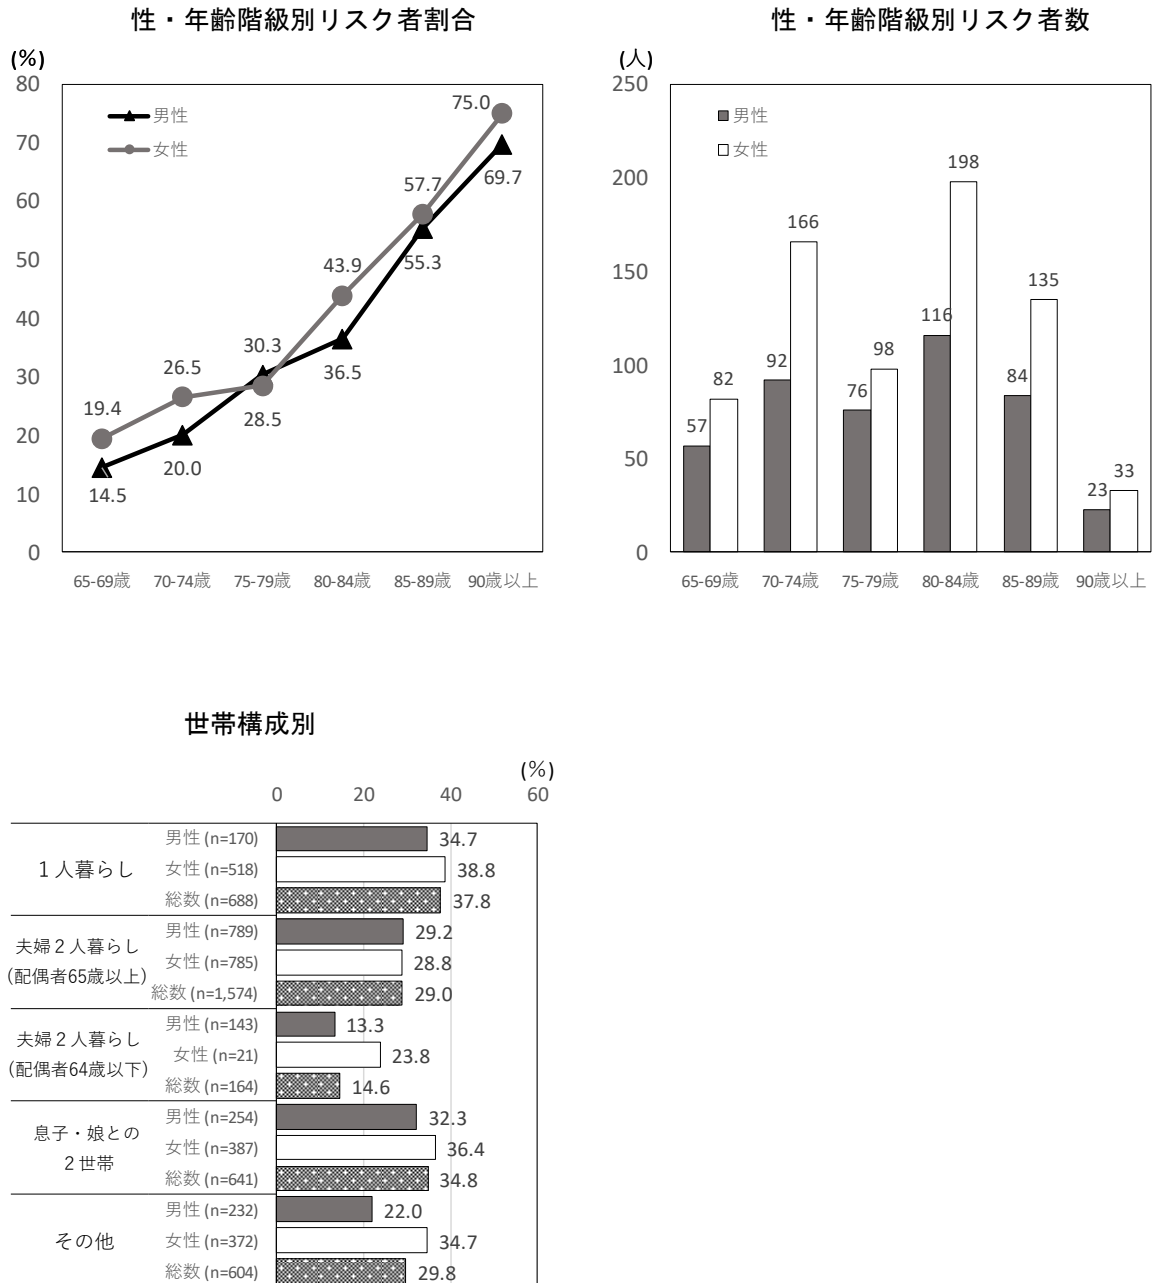 性・年齢階級別リスク者割合
(%)
80
70
60
50
40
30
20
10
0
男性
女性
19.4
26.5
30.3
43.9
57.7
75.0
14.5
20.0
28.5
36.5
55.3
69.7
65-69歳 70-74歳 75-79歳 80-84歳 85-89歳 90歳以上
性・年齢階級別リスク者数
(人)
250
200
150
100
50
0
男性
女性
57 82 92 166 76 98 116 198 84 135 23 33
65-69歳 70-74歳 75-79歳 80-84歳 85-89歳 90歳以上
世帯構成別
(%)
0 20 40 60
1人暮らし
男性 (n=170) 34.7
女性 (n=518) 38.8
総数 (n=688) 37.8
夫婦2人暮らし
(配偶者65歳以上)
男性 (n=789) 29.2
女性 (n=785) 28.8
総数 (n=1,574) 29.0
夫婦2人暮らし
(配偶者64歳以下)
男性 (n=143) 13.3
女性 (n=21) 23.8
総数 (n=164) 14.6
息子・娘との
2世帯
男性 (n=254) 32.3
女性 (n=387) 36.4
総数 (n=641) 34.8
その他
男性 (n=232) 22.0
女性 (n=372) 34.7
総数 (n=604) 29.8